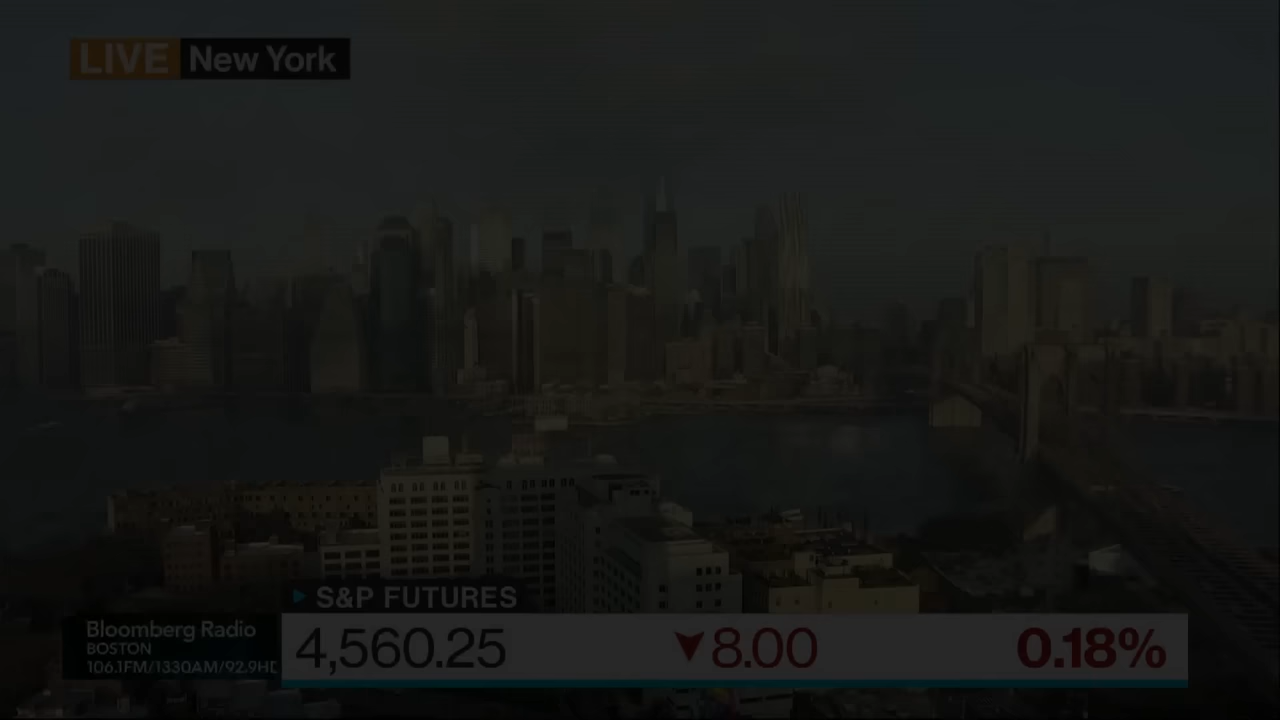 LIVE New York
S&P FUTURES
Bloomberg Radio
BOSTON
106.1FM/1330AM/92.9HD
4,560.25 8.00 0.18%